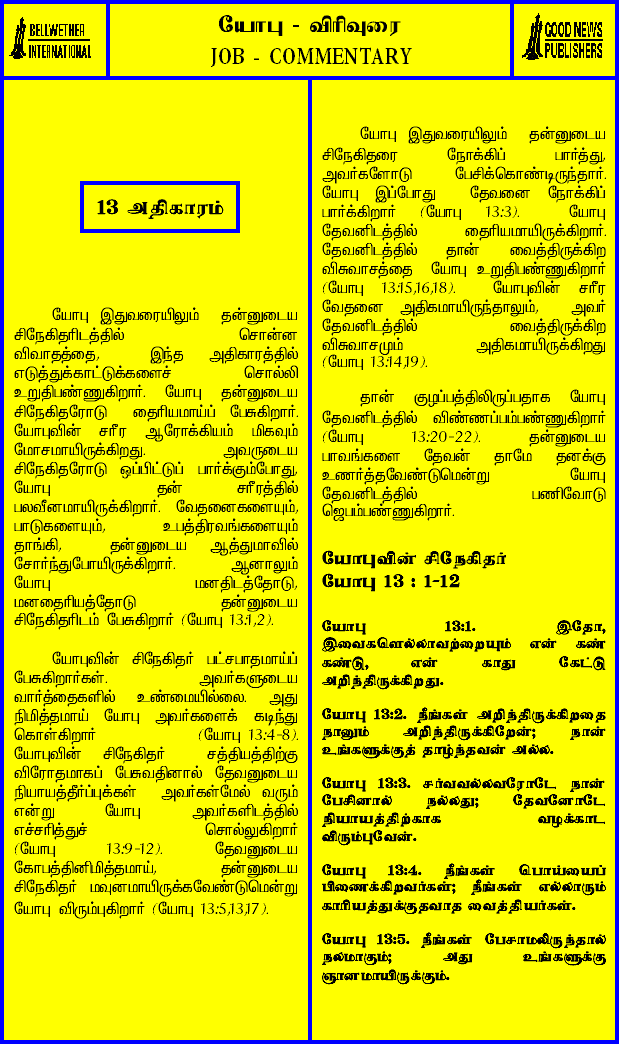 BELLWETHER
INTERNATIONAL
யோபு - விரிவுரை
JOB - COMMENTARY
GOOD NEWS
PUBLISHERS
13 அதிகாரம்
யோபு இதுவரையிலும் தன்னுடைய
சிநேகிதரிடத்தில் சொன்ன
விவாதத்தை, இந்த அதிகாரத்தில்
எடுத்துக்காட்டுக்களைச் சொல்லி
உறுதிபண்ணுகிறார். யோபு தன்னுடைய
சிநேகிதரோடு தைரியமாய்ப் பேசுகிறார்.
யோபுவின் சரீர ஆரோக்கியம் மிகவும்
மோசமாயிருக்கிறது. அவருடைய
சிநேகிதரோடு ஒப்பிட்டுப் பார்க்கும்போது,
யோபு தன் சரீரத்தில்
பலவீனமாயிருக்கிறார். வேதனைகளையும்,
பாடுகளையும், உபத்திரவங்களையும்
தாங்கி, தன்னுடைய ஆத்துமாவில்
சோர்ந்துபோயிருக்கிறார். ஆனாலும்
யோபு மனதிடத்தோடு,
மனதைரியத்தோடு தன்னுடைய
சிநேகிதரிடம் பேசுகிறார் (யோபு 13:1,2).
யோபுவின் சிநேகிதர் பட்சபாதமாய்ப்
பேசுகிறார்கள். அவர்களுடைய
வார்த்தைகளில் உண்மையில்லை. அது
நிமித்தமாய் யோபு அவர்களைக் கடிந்து
கொள்கிறார் (யோபு 13:4-8).
யோபுவின் சிநேகிதர் சத்தியத்திற்கு
விரோதமாகப் பேசுவதினால் தேவனுடைய
நியாயத்தீர்ப்புக்கள் அவர்கள்மேல் வரும்
என்று யோபு அவர்களிடத்தில்
எச்சரித்துச் சொல்லுகிறார்
(யோபு 13:9-12). தேவனுடைய
கோபத்தினிமித்தமாய், தன்னுடைய
சிநேகிதர் மவுனமாயிருக்கவேண்டுமென்று
யோபு விரும்புகிறார் (யோபு 13:5,13,17).
யோபு இதுவரையிலும் தன்னுடைய
சிநேகிதரை நோக்கிப் பார்த்து,
அவர்களோடு பேசிக்கொண்டிருந்தார்.
யோபு இப்போது தேவனை நோக்கிப்
பார்க்கிறார் (யோபு 13:3). யோபு
தேவனிடத்தில் தைரியமாயிருக்கிறார்.
தேவனிடத்தில் தான் வைத்திருக்கிற
விசுவாசத்தை யோபு உறுதிபண்ணுகிறார்
(யோபு 13:15,16,18). யோபுவின் சரீர
வேதனை அதிகமாயிருந்தாலும், அவர்
தேவனிடத்தில் வைத்திருக்கிற
விசுவாசமும் அதிகமாயிருக்கிறது
(யோபு 13:14,19).
தான் குழப்பத்திலிருப்பதாக யோபு
தேவனிடத்தில் விண்ணப்பம்பண்ணுகிறார்
(யோபு 13:20-22). தன்னுடைய
பாவங்களை தேவன் தாமே தனக்கு
உணர்த்தவேண்டுமென்று யோபு
தேவனிடத்தில் பணிவோடு
ஜெபம்பண்ணுகிறார்.
யோபுவின் சிநேகிதர்
யோபு 13 : 1-12
யோபு 13:1. இதோ,
இவைகளெல்லாவற்றையும் என் கண்
கண்டு, என் காது கேட்டு
அறிந்திருக்கிறது.
யோபு 13:2. நீங்கள் அறிந்திருக்கிறதை
நானும் அறிந்திருக்கிறேன்; நான்
உங்களுக்குத் தாழ்ந்தவன் அல்ல.
யோபு 13:3. சர்வவல்லவரோடே நான்
பேசினால் நல்லது; தேவனோடே
நியாயத்திற்காக வழக்காட
விரும்புவேன்.
யோபு 13:4. நீங்கள் பொய்யைப்
பிணைக்கிறவர்கள்; நீங்கள் எல்லாரும்
காரியத்துக்குதவாத வைத்தியர்கள்.
யோபு 13:5. நீங்கள் பேசாமலிருந்தால்
நலமாகும்; அது உங்களுக்கு
ஞானமாயிருக்கும்.